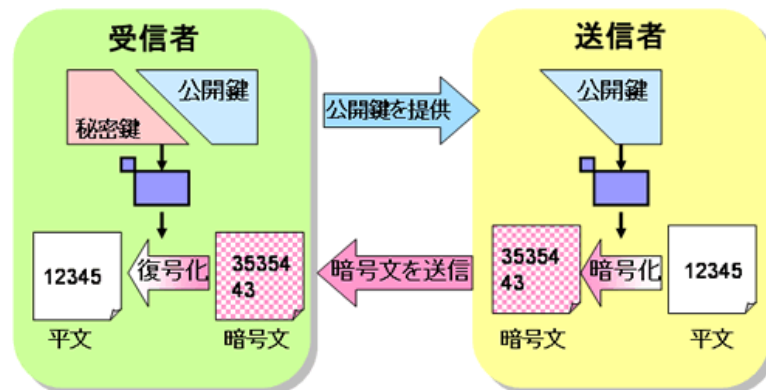 受信者
送信者
公開鍵
秘密鍵
公開鍵を提供
公開鍵
12345
復号化
35354
43
暗号文を送信
35354
43
暗号化
12345
平文
暗号文
暗号文
平文